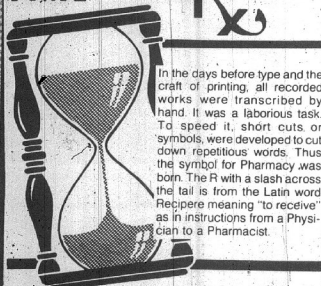 In the days before type and the
craft of printing, all recorded
works were transcribed by
hand. It was a laborious task.
To speed it, short cuts, or
symbols, were developed to cut
down repetitious words. Thus
the symbol for Pharmacy was
born. The R with a slash across
the tail is from the Latin word
Recipere meaning "to receive"
as in instructions from a Physi-
cian to a Pharmacist.